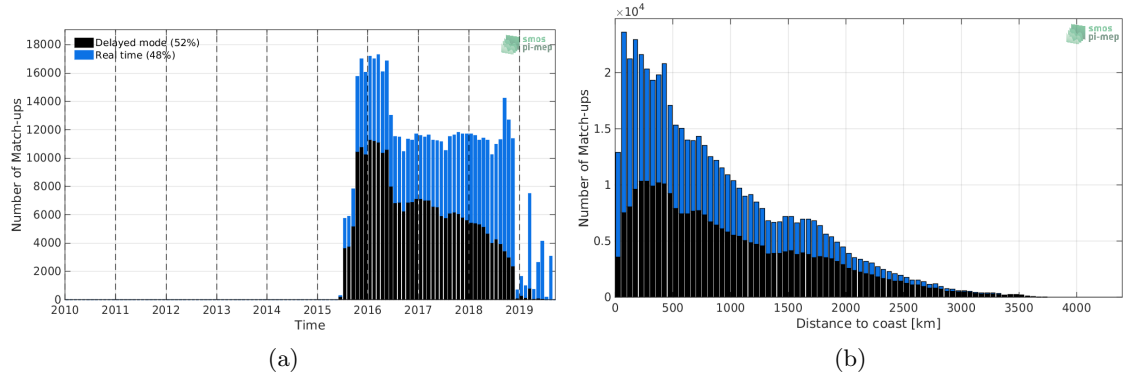 Delayed mode (52%)
Real time (48%)
smos
pi-mep
18000
16000
14000
12000
10000
8000
6000
4000
2000
0
Number of Match-ups
2010 2011 2012 2013 2014 2015 2016 2017 2018 2019
Time
(a)
×10⁴
smos
pi-mep
2
1.5
1
0.5
0
Number of Match-ups
0 500 1000 1500 2000 2500 3000 3500 4000
Distance to coast [km]
(b)